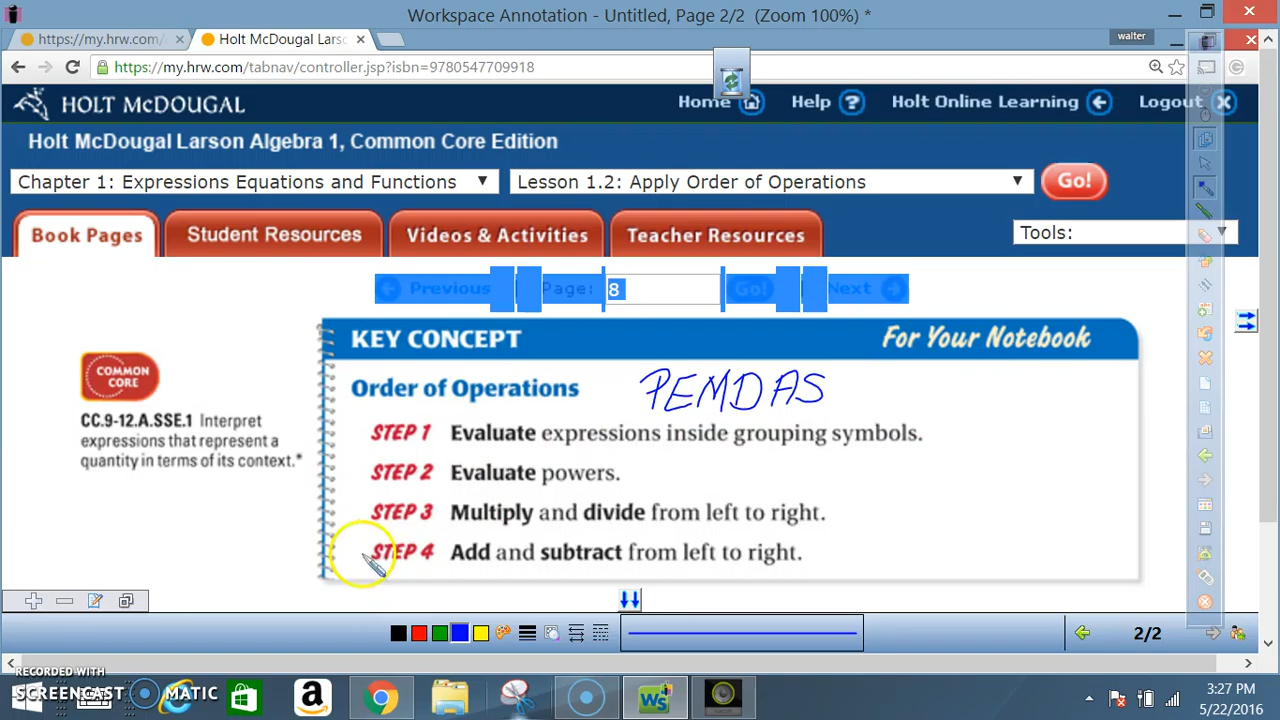 Workspace Annotation - Untitled, Page 2/2 (Zoom 100%) *
https://my.hrw.com/ × Holt McDougal Lars × walter
https://my.hrw.com/tabnav/controller.jsp?isbn=9780547709918
HOLT McDOUGAL Home Help ? Holt Online Learning Logout X
Holt McDougal Larson Algebra 1, Common Core Edition
Chapter 1: Expressions Equations and Functions Lesson 1.2: Apply Order of Operations Go!
Book Pages Student Resources Videos & Activities Teacher Resources Tools:
Previous Page: 8 Go! Next
KEY CONCEPT For Your Notebook
COMMON
CORE
Order of Operations PEMDAS
CC.9-12.A.SSE.1 Interpret
expressions that represent a
quantity in terms of its context.*
STEP 1 Evaluate expressions inside grouping symbols.
STEP 2 Evaluate powers.
STEP 3 Multiply and divide from left to right.
STEP 4 Add and subtract from left to right.
2/2
RECORDED WITH
SCREENCAST MATIC
a
WS
3:27 PM
5/22/2016